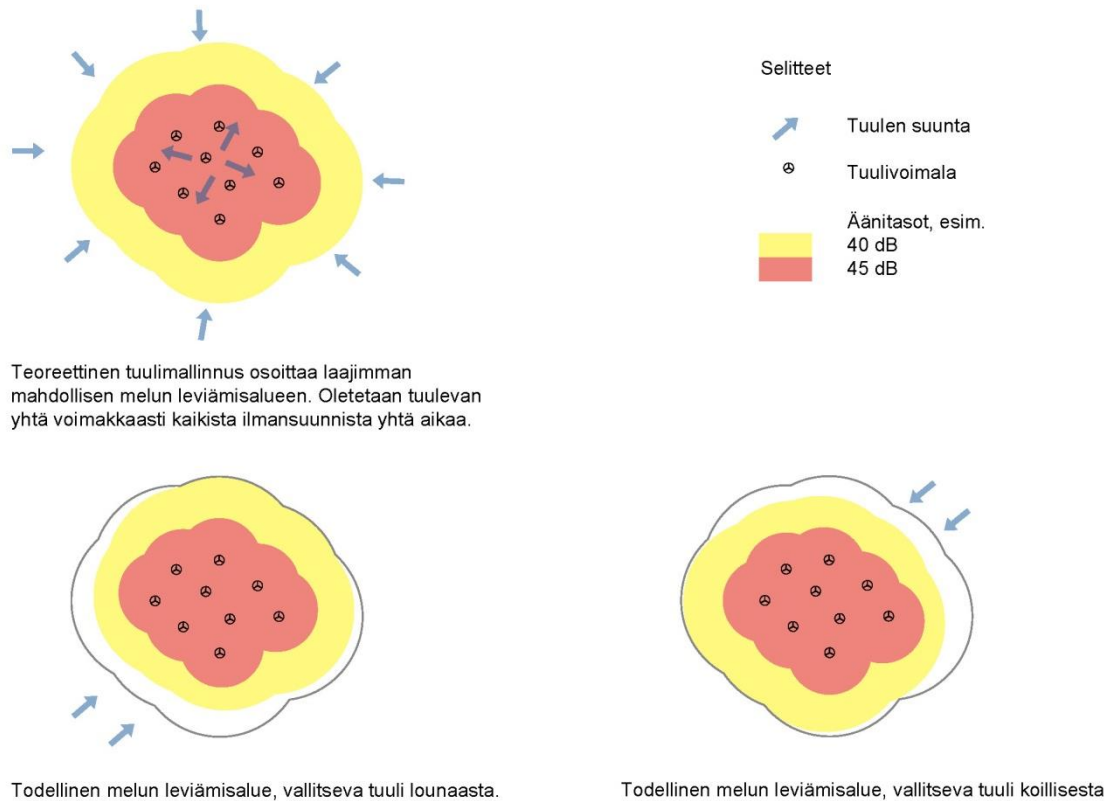 Selitteet
Tuulen suunta
Tuulivoimala
Äänitasot, esim.
40 dB
45 dB
Teoreettinen tuulimallinnus osoittaa laajimman
mahdollisen melun leviämisalueen. Oletetaan tuulevan
yhtä voimakkaasti kaikista ilmansuunnista yhtä aikaa.
Todellinen melun leviämisalue, vallitseva tuuli lounaasta.
Todellinen melun leviämisalue, vallitseva tuuli koillisesta